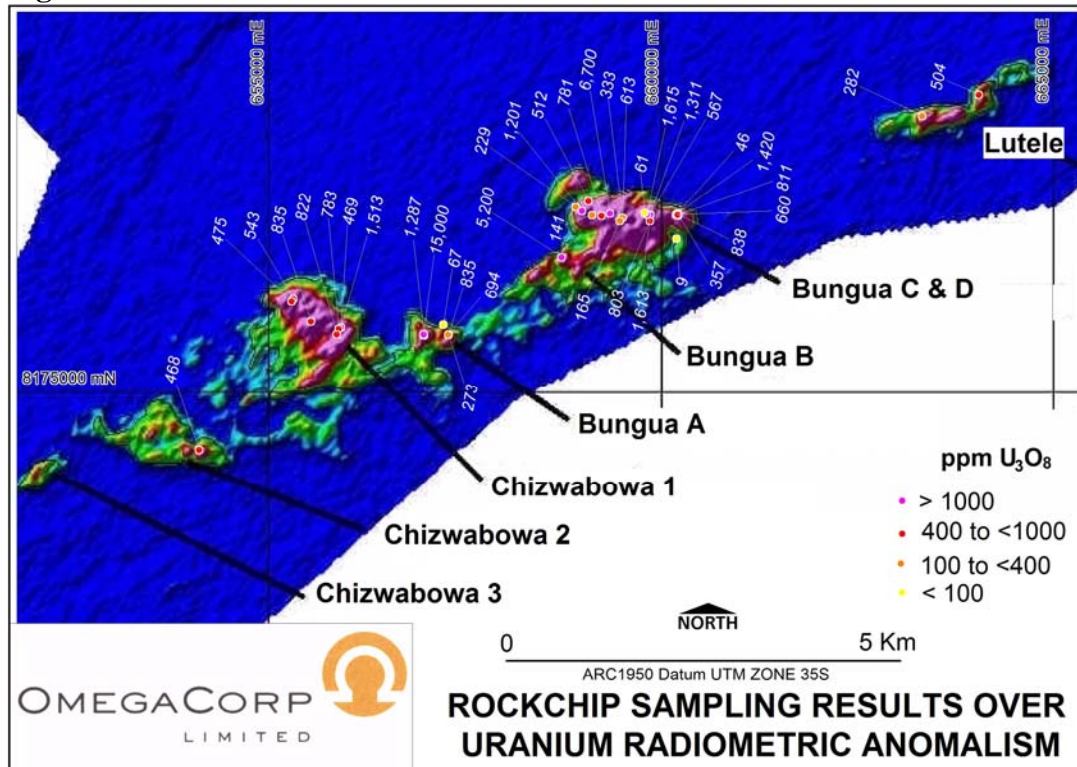 655000 mE
660000 mE
665000 mE
8175000 mN
475
543
835
822
783
469
1,513
1,287
15,000
67
835
694
273
468
229
1,201
512
781
6,700
333
613
61
1,615
1,311
567
46
1,420
811
660
838
357
9
1,613
803
165
141
5,200
282
504
Lutele
Bungua C & D
Bungua B
Bungua A
Chizwabowa 1
Chizwabowa 2
Chizwabowa 3
ppm U₃O₈
> 1000
400 to <1000
100 to <400
< 100
NORTH
0 5 Km
ARC1950 Datum UTM ZONE 35S
OMEGACORP
LIMITED
ROCKCHIP SAMPLING RESULTS OVER
URANIUM RADIOMETRIC ANOMALISM